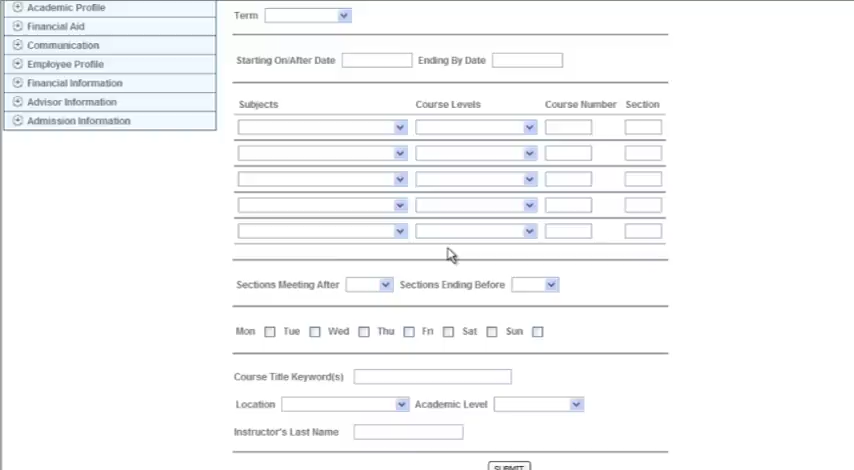 Academic Profile
Financial Aid
Communication
Employee Profile
Financial Information
Advisor Information
Admission Information
Term
Starting On/After Date Ending By Date
Subjects Course Levels Course Number Section
Sections Meeting After Sections Ending Before
Mon Tue Wed Thu Fri Sat Sun
Course Title Keyword(s)
Location Academic Level
Instructor's Last Name
SUBMIT